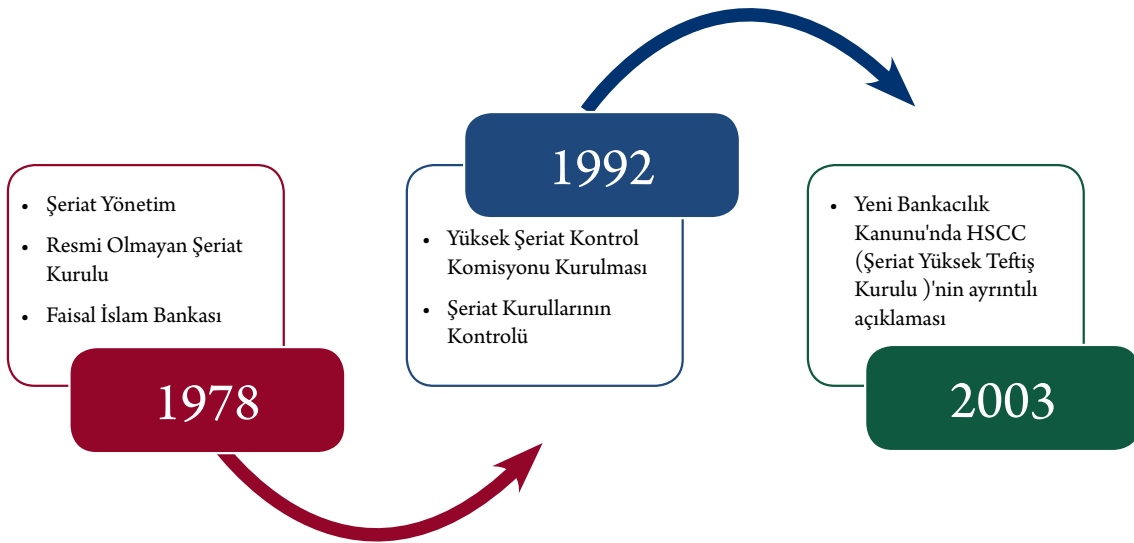 • Şeriat Yönetim
• Resmi Olmayan Şeriat
Kurulu
• Faisal İslam Bankası
1978
1992
• Yüksek Şeriat Kontrol
Komisyonu Kurulması
• Şeriat Kurullarının
Kontrolü
• Yeni Bankacılık
Kanunu'nda HSCC
(Şeriat Yüksek Teftiş
Kurulu )'nin ayrıntılı
açıklaması
2003